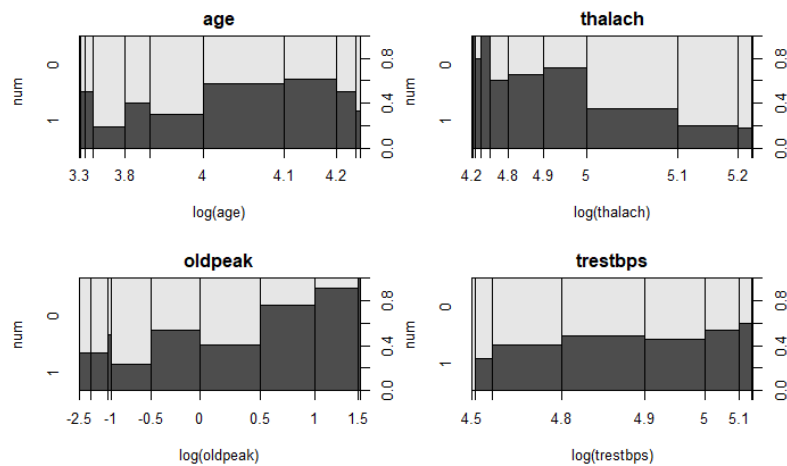 age
num
0
1
0.0 0.4 0.8
3.3 3.8 4 4.1 4.2
log(age)
thalach
num
0
1
0.0 0.4 0.8
4.2 4.8 4.9 5 5.1 5.2
log(thalach)
oldpeak
num
0
1
0.0 0.4 0.8
-2.5 -1 -0.5 0 0.5 1 1.5
log(oldpeak)
trestbps
num
0
1
0.0 0.4 0.8
4.5 4.8 4.9 5 5.1
log(trestbps)